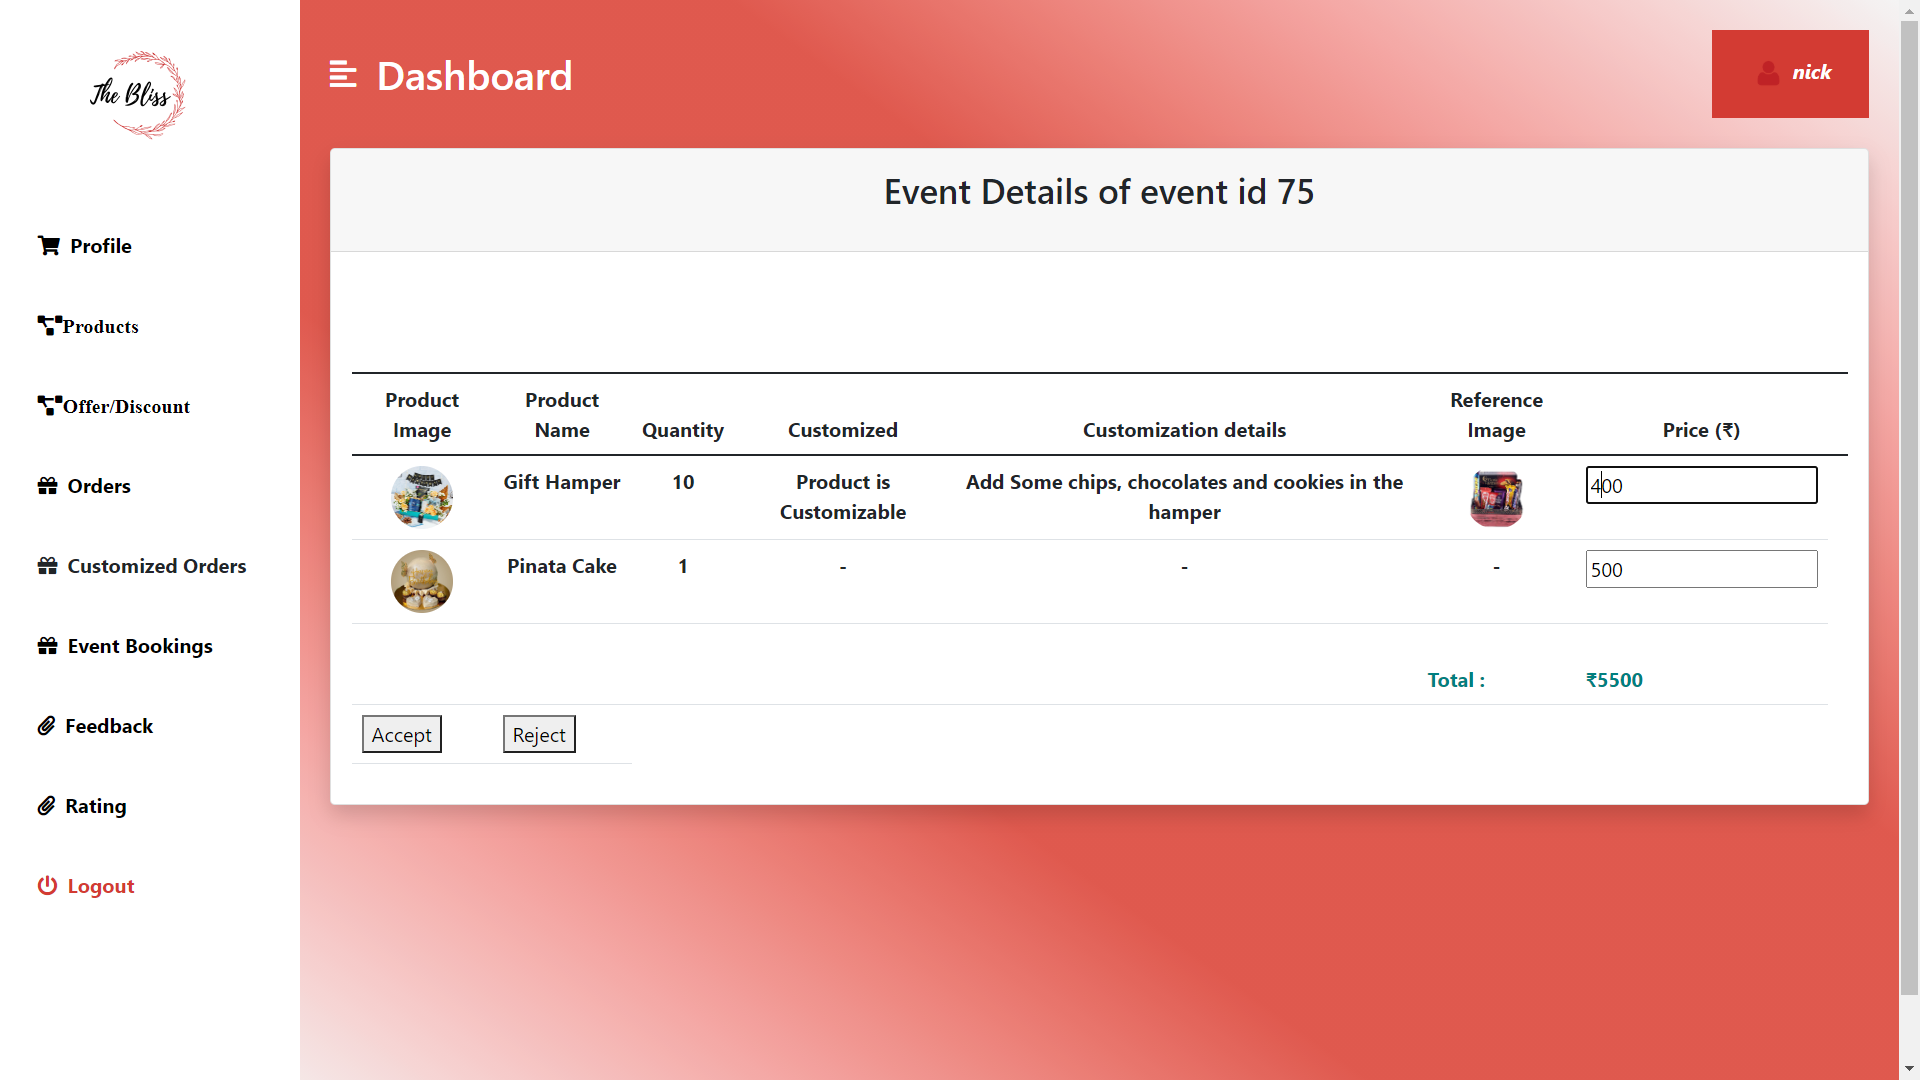 The Bliss
Dashboard
nick
Profile
Products
Offer/Discount
Orders
Customized Orders
Event Bookings
Feedback
Rating
Logout
Event Details of event id 75
Product Image Product Name Quantity Customized Customization details Reference Image Price (₹)
Gift Hamper 10 Product is Customizable Add Some chips, chocolates and cookies in the hamper 400
Pinata Cake 1 - - - 500
Total : ₹5500
Accept Reject